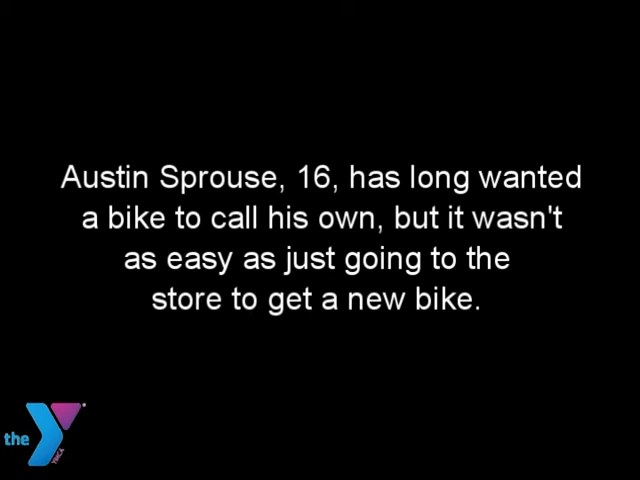 Austin Sprouse, 16, has long wanted
a bike to call his own, but it wasn't
as easy as just going to the
store to get a new bike.
the
YMCA